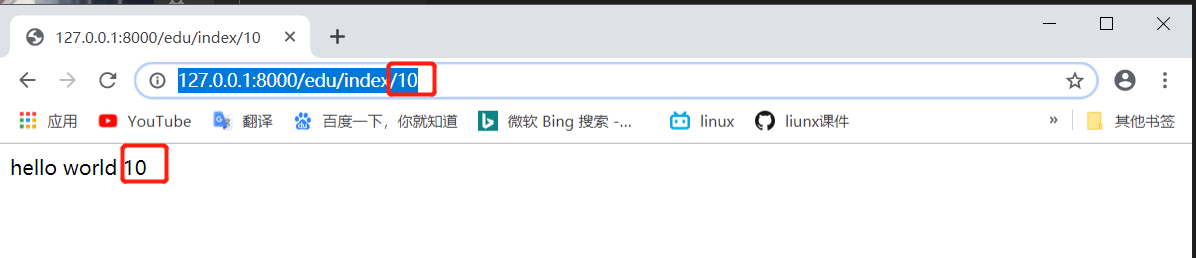 127.0.0.1:8000/edu/index/10
127.0.0.1:8000/edu/index/10
应用 YouTube 翻译 百度一下，你就知道 微软 Bing 搜索 -... linux liunx课件 » 其他书签
hello world 10